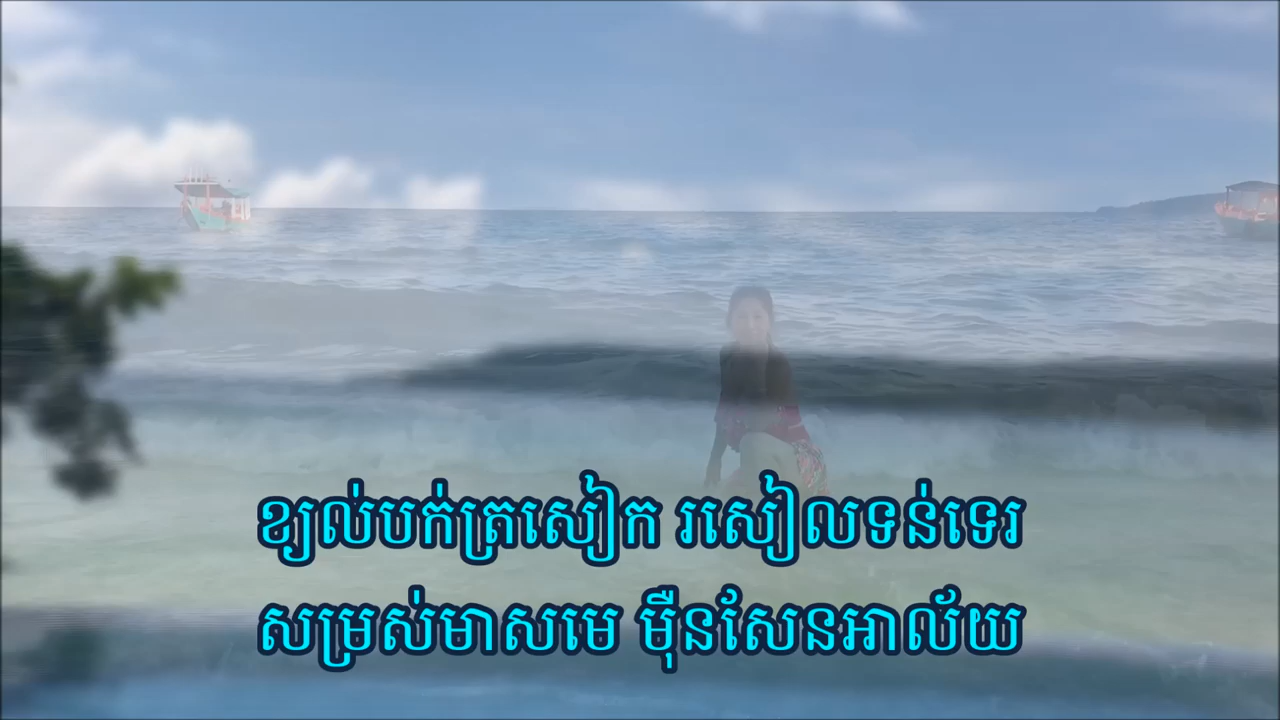 ខ្យល់បក់ត្រសៀក រសៀលទន់ទេរ
សម្រស់មាសមេ ម៉ឺនសែនអាល័យ